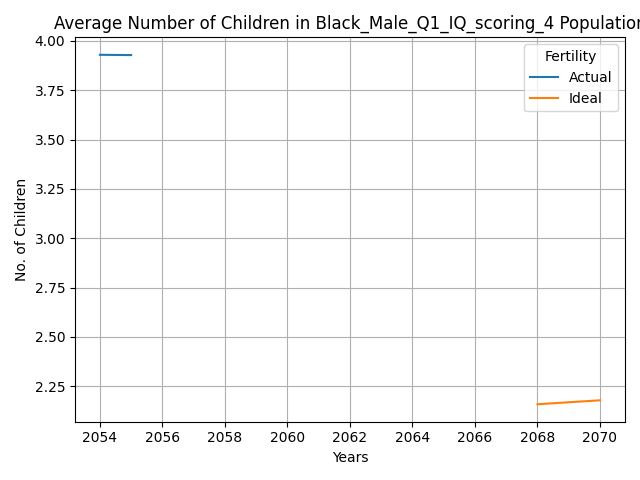 Average Number of Children in Black_Male_Q1_IQ_scoring_4 Population
4.00
3.75
3.50
3.25
3.00
2.75
2.50
2.25
No. of Children
Fertility
Actual
Ideal
2054 2056 2058 2060 2062 2064 2066 2068 2070
Years